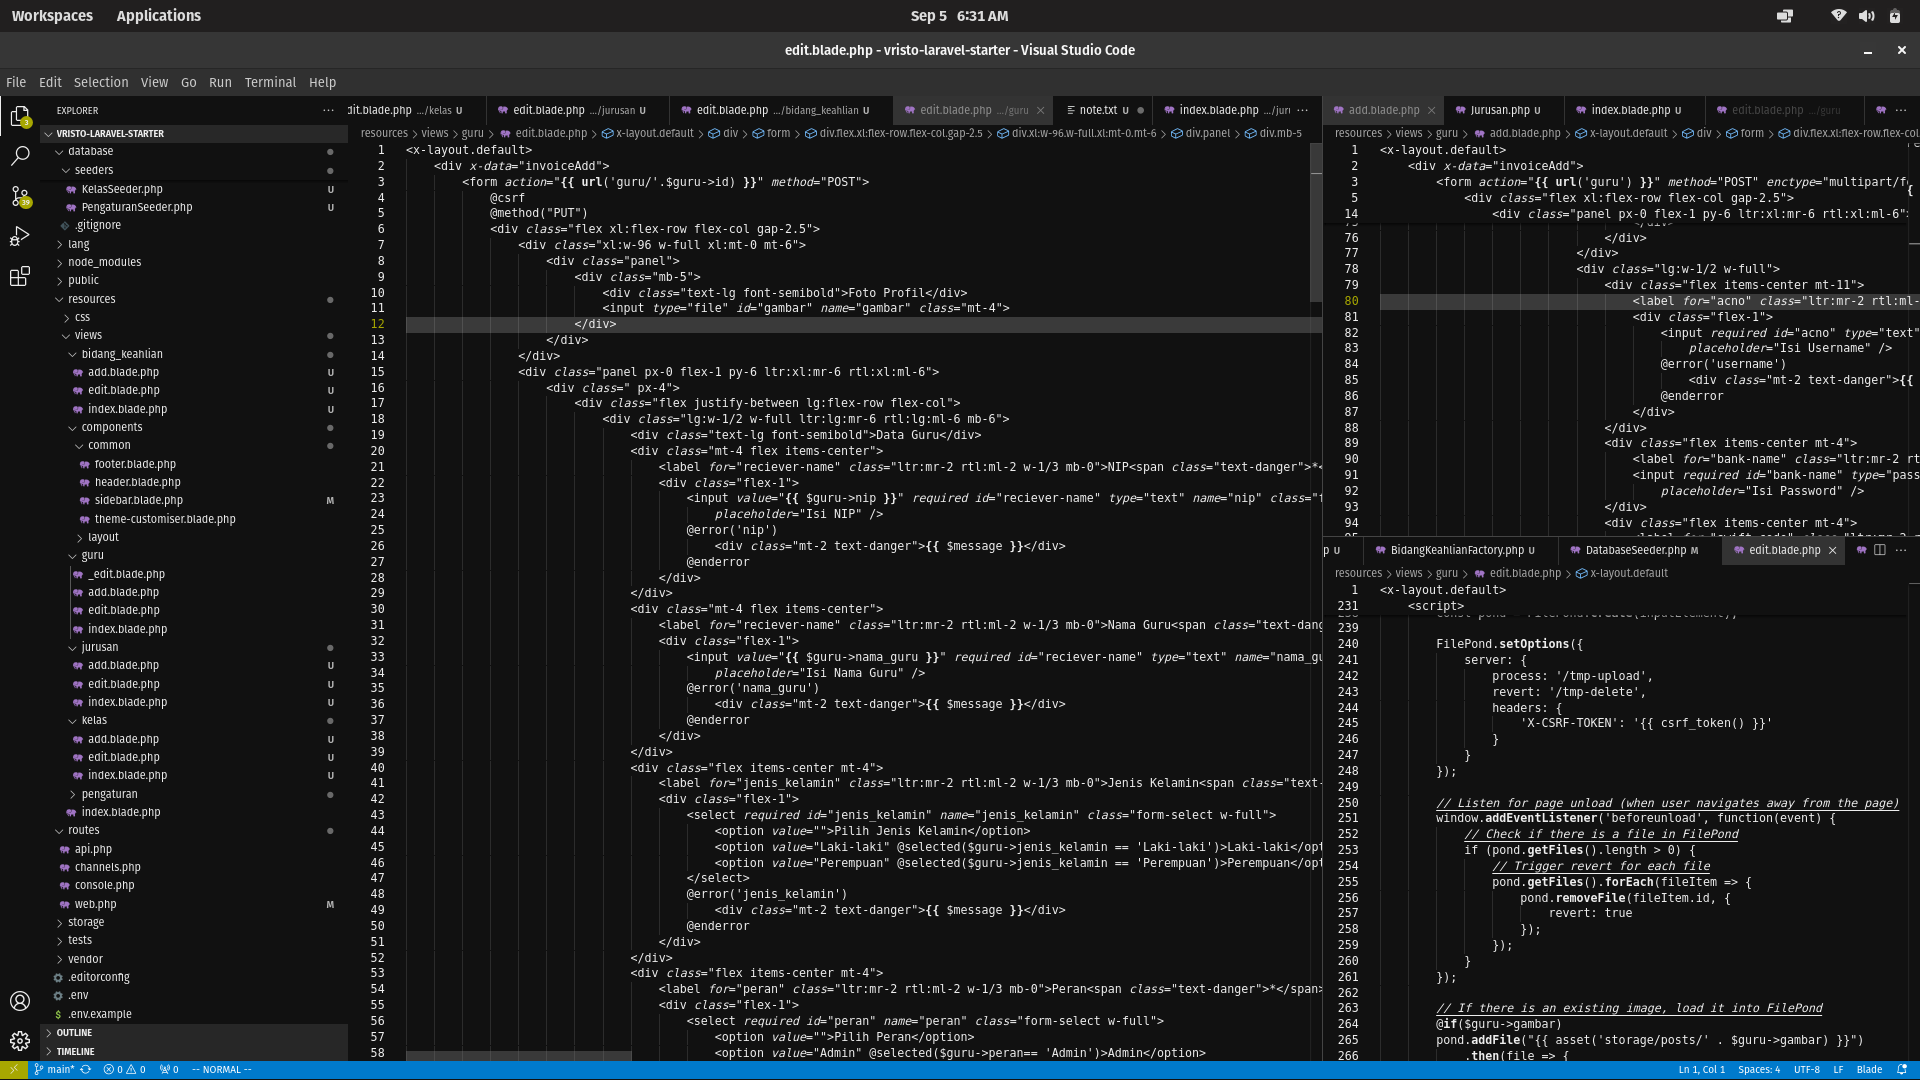 Workspaces Applications Sep 5 6:31 AM
edit.blade.php - vristo-laravel-starter - Visual Studio Code
File Edit Selection View Go Run Terminal Help
EXPLORER
VRISTO-LARAVEL-STARTER
database
seeders
KelasSeeder.php U
PengaturanSeeder.php U
.gitignore
lang
node_modules
public
resources
css
views
bidang_keahlian
add.blade.php U
edit.blade.php U
index.blade.php U
components
common
footer.blade.php
header.blade.php
sidebar.blade.php M
theme-customiser.blade.php
layout
guru
_edit.blade.php
add.blade.php
edit.blade.php
index.blade.php
jurusan
add.blade.php U
edit.blade.php U
index.blade.php U
kelas
add.blade.php U
edit.blade.php U
index.blade.php U
pengaturan
index.blade.php
routes
api.php
channels.php
console.php
web.php M
storage
tests
vendor
.editorconfig
.env
.env.example
OUTLINE
TIMELINE
dit.blade.php .../kelas U edit.blade.php .../jurusan U edit.blade.php .../bidang_keahlian U edit.blade.php .../guru note.txt U index.blade.php .../juri
resources > views > guru > edit.blade.php > x-layout.default > div > form > div.flex.xl:flex-row.flex-col.gap-2.5 > div.xl:w-96.w-full.xl:mt-0.mt-6 > div.panel > div.mb-5
1 <x-layout.default>
2 <div x-data="invoiceAdd">
3 <form action="{{ url('guru/'.$guru->id) }}" method="POST">
4 @csrf
5 @method("PUT")
6 <div class="flex xl:flex-row flex-col gap-2.5">
7 <div class="xl:w-96 w-full xl:mt-0 mt-6">
8 <div class="panel">
9 <div class="mb-5">
10 <div class="text-lg font-semibold">Foto Profil</div>
11 <input type="file" id="gambar" name="gambar" class="mt-4">
12 </div>
13 </div>
14 </div>
15 <div class="panel px-0 flex-1 py-6 ltr:xl:mr-6 rtl:xl:ml-6">
16 <div class=" px-4">
17 <div class="flex justify-between lg:flex-row flex-col">
18 <div class="lg:w-1/2 w-full ltr:lg:mr-6 rtl:lg:ml-6 mb-6">
19 <div class="text-lg font-semibold">Data Guru</div>
20 <div class="mt-4 flex items-center">
21 <label for="reciever-name" class="ltr:mr-2 rtl:ml-2 w-1/3 mb-0">NIP<span class="text-danger">*<
22 <div class="flex-1">
23 <input value="{{ $guru->nip }}" required id="reciever-name" type="text" name="nip" class="f
24 placeholder="Isi NIP" />
25 @error('nip')
26 <div class="mt-2 text-danger">{{ $message }}</div>
27 @enderror
28 </div>
29 </div>
30 <div class="mt-4 flex items-center">
31 <label for="reciever-name" class="ltr:mr-2 rtl:ml-2 w-1/3 mb-0">Nama Guru<span class="text-dang
32 <div class="flex-1">
33 <input value="{{ $guru->nama_guru }}" required id="reciever-name" type="text" name="nama_gu
34 placeholder="Isi Nama Guru" />
35 @error('nama_guru')
36 <div class="mt-2 text-danger">{{ $message }}</div>
37 @enderror
38 </div>
39 </div>
40 <div class="flex items-center mt-4">
41 <label for="jenis_kelamin" class="ltr:mr-2 rtl:ml-2 w-1/3 mb-0">Jenis Kelamin<span class="text-
42 <div class="flex-1">
43 <select required id="jenis_kelamin" name="jenis_kelamin" class="form-select w-full">
44 <option value="">Pilih Jenis Kelamin</option>
45 <option value="Laki-laki" @selected($guru->jenis_kelamin == 'Laki-laki')>Laki-laki</opt
46 <option value="Perempuan" @selected($guru->jenis_kelamin == 'Perempuan')>Perempuan</opt
47 </select>
48 @error('jenis_kelamin')
49 <div class="mt-2 text-danger">{{ $message }}</div>
50 @enderror
51 </div>
52 </div>
53 <div class="flex items-center mt-4">
54 <label for="peran" class="ltr:mr-2 rtl:ml-2 w-1/3 mb-0">Peran<span class="text-danger">*</span>
55 <div class="flex-1">
56 <select required id="peran" name="peran" class="form-select w-full">
57 <option value="">Pilih Peran</option>
58 <option value="Admin" @selected($guru->peran== 'Admin')>Admin</option>
add.blade.php Jurusan.php U index.blade.php U edit.blade.php .../guru
resources > views > guru > add.blade.php > x-layout.default > div > form > div.flex.xl:flex-row.flex-col.
1 <x-layout.default>
2 <div x-data="invoiceAdd">
3 <form action="{{ url('guru') }}" method="POST" enctype="multipart/f
5 <div class="flex xl:flex-row flex-col gap-2.5">
14 <div class="panel px-0 flex-1 py-6 ltr:xl:mr-6 rtl:xl:ml-6">
76 </div>
77 </div>
78 <div class="lg:w-1/2 w-full">
79 <div class="flex items-center mt-11">
80 <label for="acno" class="ltr:mr-2 rtl:ml-
81 <div class="flex-1">
82 <input required id="acno" type="text"
83 placeholder="Isi Username" />
84 @error('username')
85 <div class="mt-2 text-danger">{{
86 @enderror
87 </div>
88 </div>
89 <div class="flex items-center mt-4">
90 <label for="bank-name" class="ltr:mr-2 rt
91 <input required id="bank-name" type="pass
92 placeholder="Isi Password" />
93 </div>
94 <div class="flex items-center mt-4">
p U BidangKeahlianFactory.php U DatabaseSeeder.php M edit.blade.php
resources > views > guru > edit.blade.php > x-layout.default
1 <x-layout.default>
231 <script>
239
240 FilePond.setOptions({
241 server: {
242 process: '/tmp-upload',
243 revert: '/tmp-delete',
244 headers: {
245 'X-CSRF-TOKEN': '{{ csrf_token() }}'
246 }
247 }
248 });
249
250 // Listen for page unload (when user navigates away from the page)
251 window.addEventListener('beforeunload', function(event) {
252 // Check if there is a file in FilePond
253 if (pond.getFiles().length > 0) {
254 // Trigger revert for each file
255 pond.getFiles().forEach(fileItem => {
256 pond.removeFile(fileItem.id, {
257 revert: true
258 });
259 });
260 }
261 });
262
263 // If there is an existing image, load it into FilePond
264 @if($guru->gambar)
265 pond.addFile("{{ asset('storage/posts/' . $guru->gambar) }}")
266 .then(file => {
main* 0 0 0 -- NORMAL -- Ln 1, Col 1 Spaces: 4 UTF-8 LF Blade